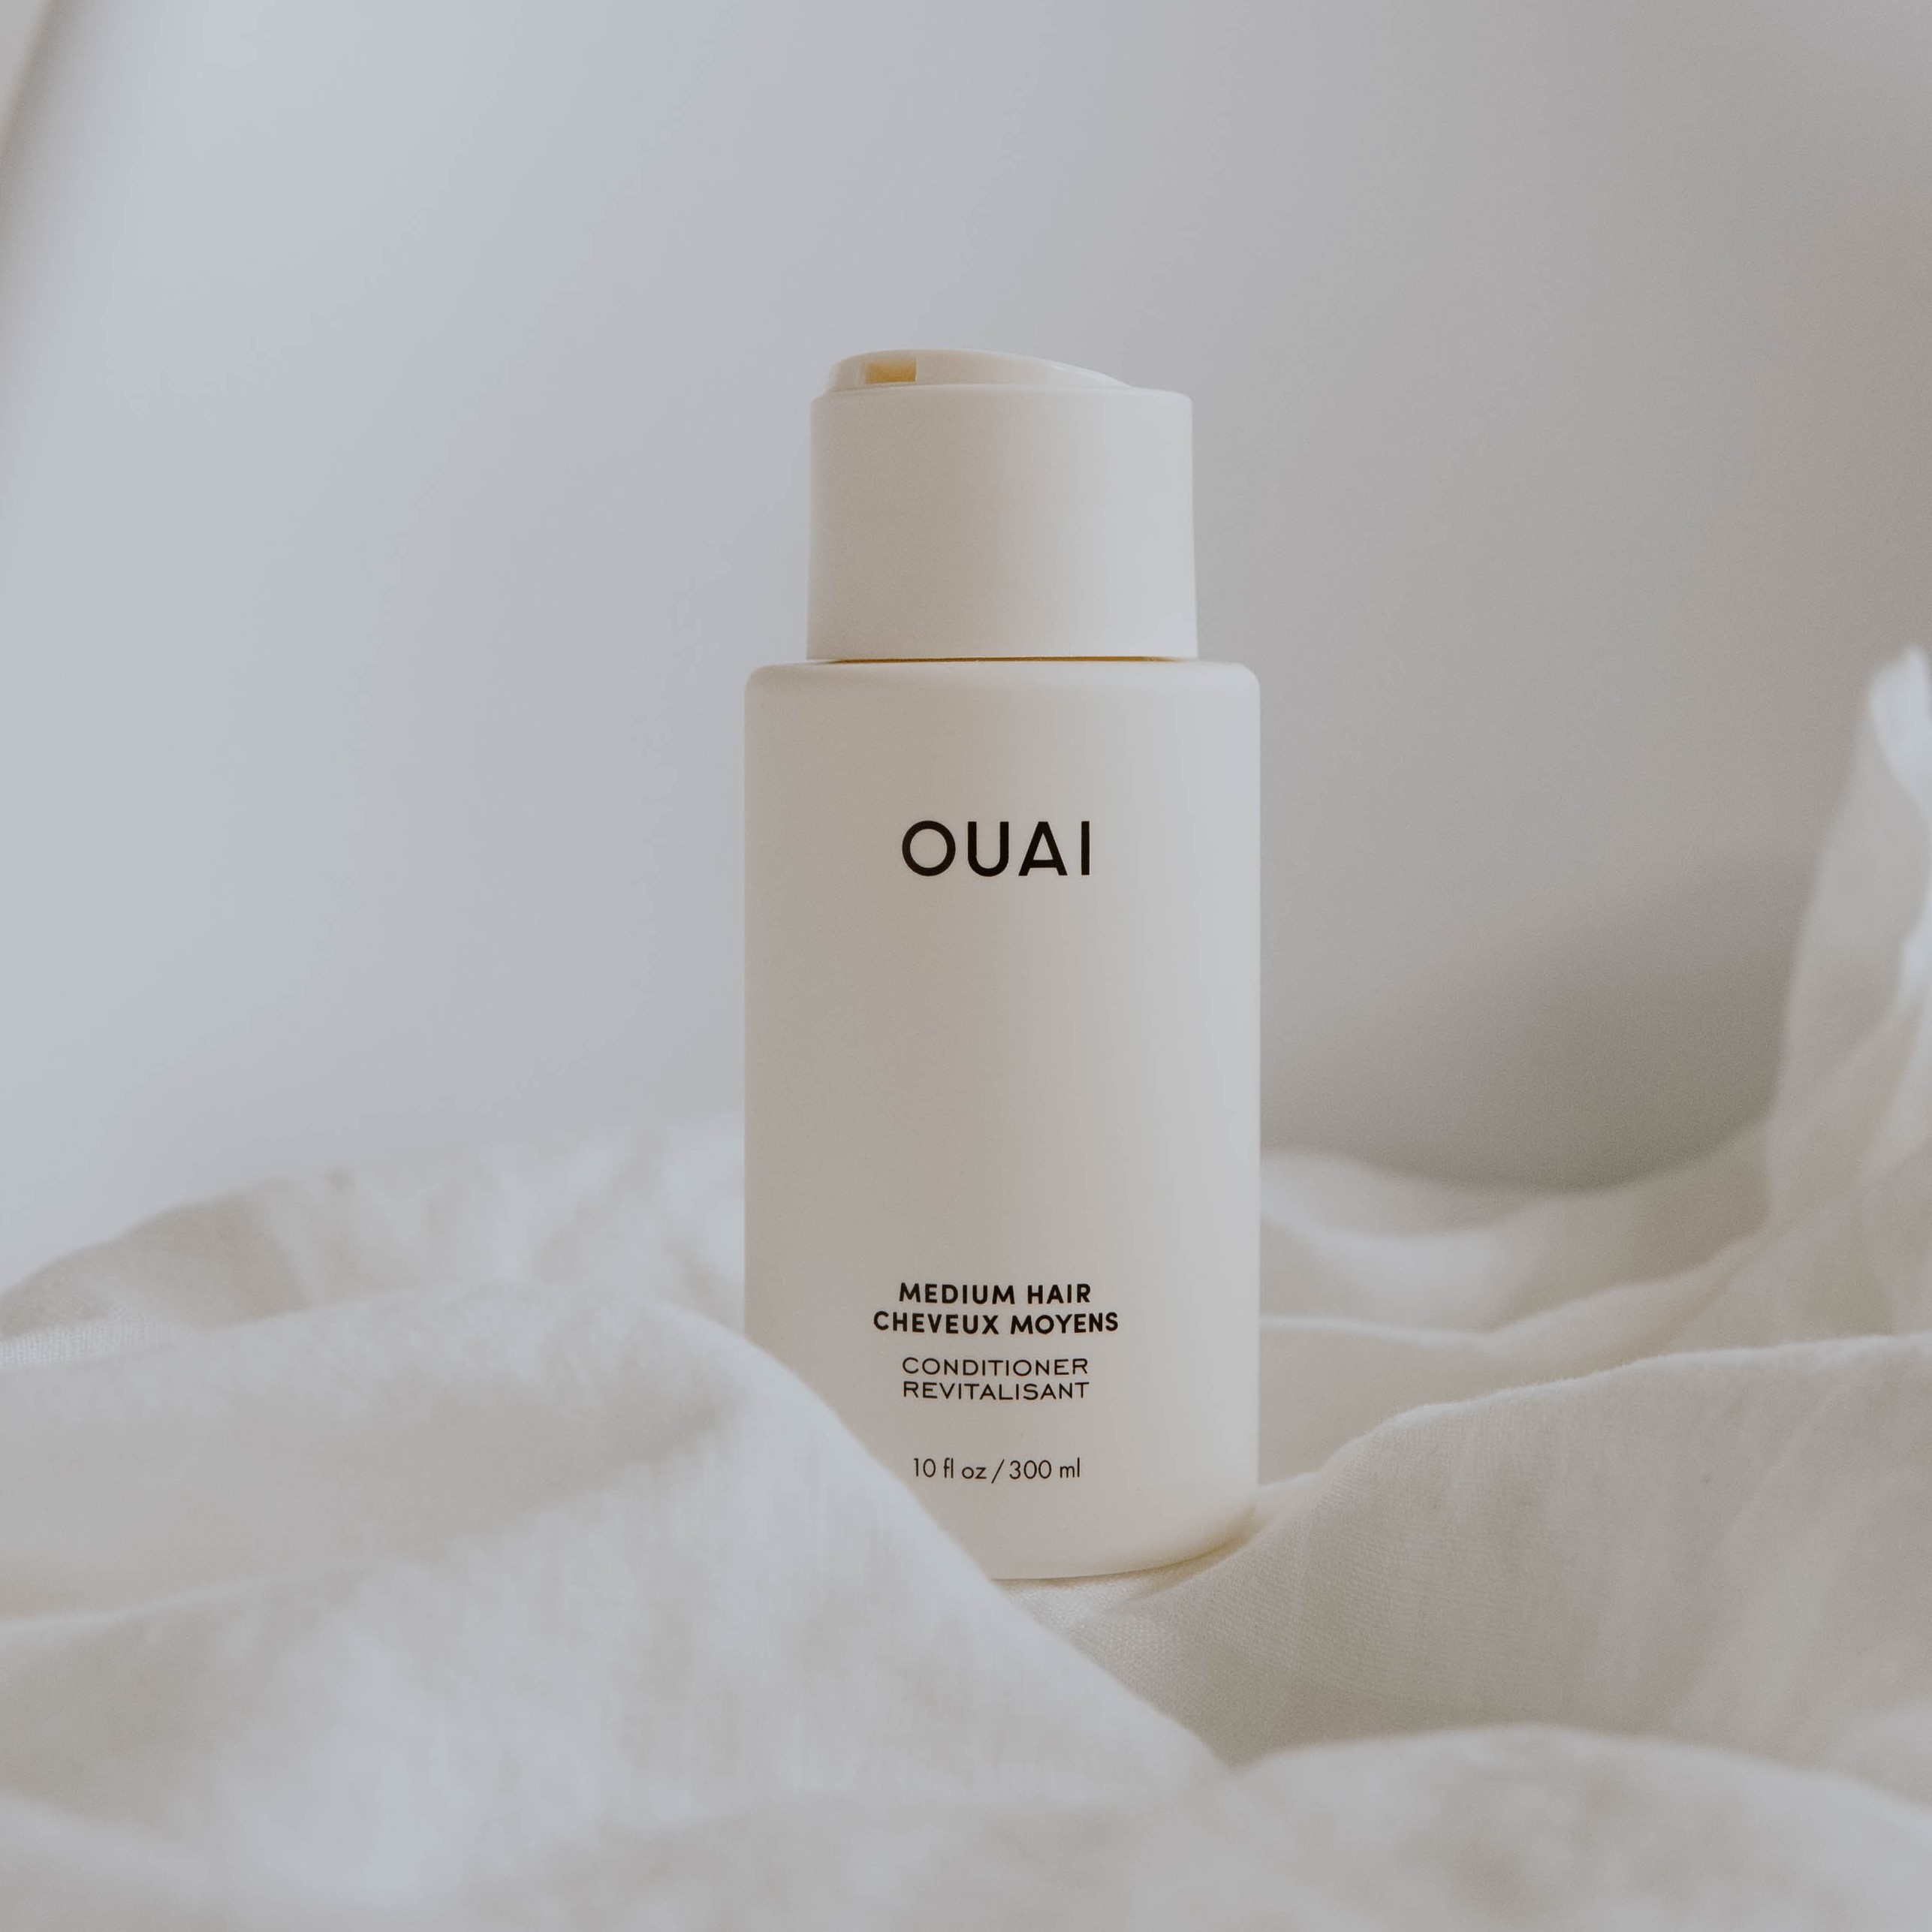 OUAI
MEDIUM HAIR
CHEVEUX MOYENS
CONDITIONER
REVITALISANT
10 fl oz / 300 ml